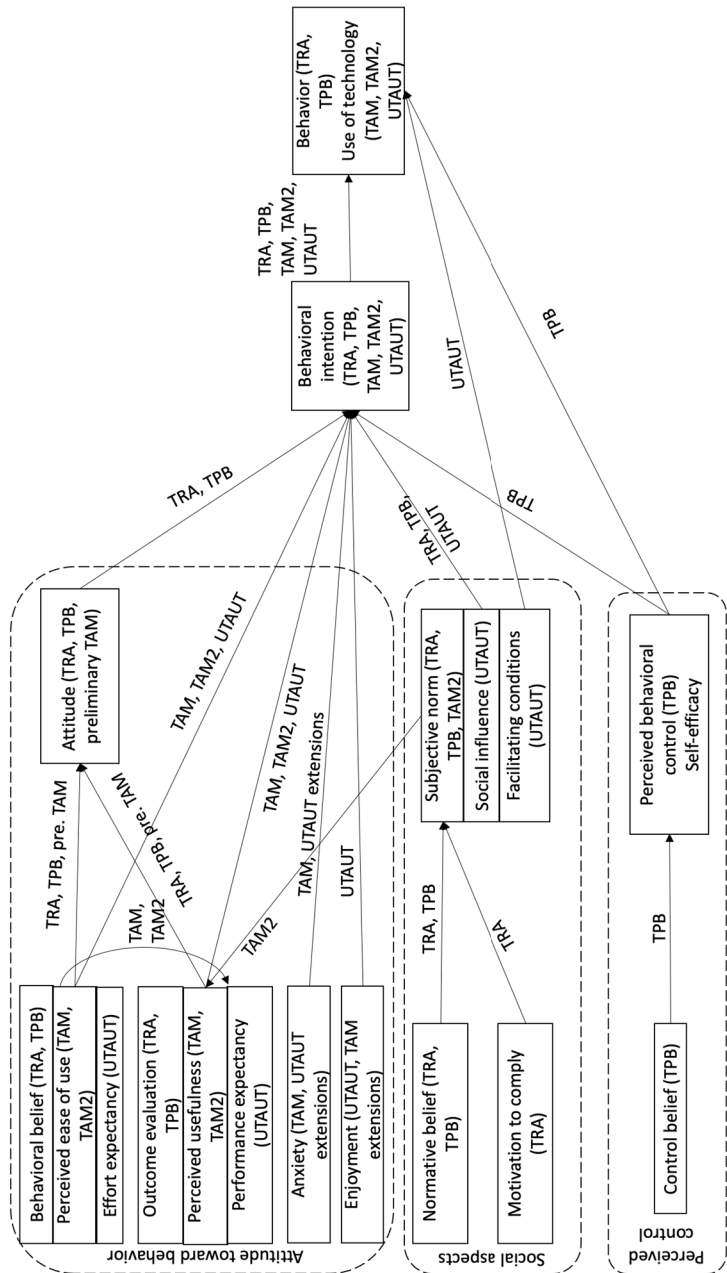 Attitude toward behavior
Behavioral belief (TRA, TPB)
Perceived ease of use (TAM,
TAM2)
Effort expectancy (UTAUT)
Outcome evaluation (TRA,
TPB)
Perceived usefulness (TAM,
TAM2)
Performance expectancy
(UTAUT)
Anxiety (TAM, UTAUT
extensions)
Enjoyment (UTAUT, TAM
extensions)
TRA, TPB, pre. TAM
TRA, TPB, pre. TAM
TAM,
TAM2
Attitude (TRA, TPB,
preliminary TAM)
TRA, TPB
TAM, TAM2, UTAUT
TAM, TAM2, UTAUT
TAM, UTAUT extensions
UTAUT
TAM2
Social aspects
Normative belief (TRA,
TPB)
Motivation to comply
(TRA)
TRA, TPB
TRA
Subjective norm (TRA,
TPB, TAM2)
Social influence (UTAUT)
Facilitating conditions
(UTAUT)
TRA, TPB,
UTAUT
UTAUT
Perceived
control
Control belief (TPB)
TPB
Perceived behavioral
control (TPB)
Self-efficacy
TPB
TPB
Behavioral
intention
(TRA, TPB,
TAM, TAM2,
UTAUT)
TRA, TPB,
TAM, TAM2,
UTAUT
Behavior (TRA,
TPB)
Use of technology
(TAM, TAM2,
UTAUT)